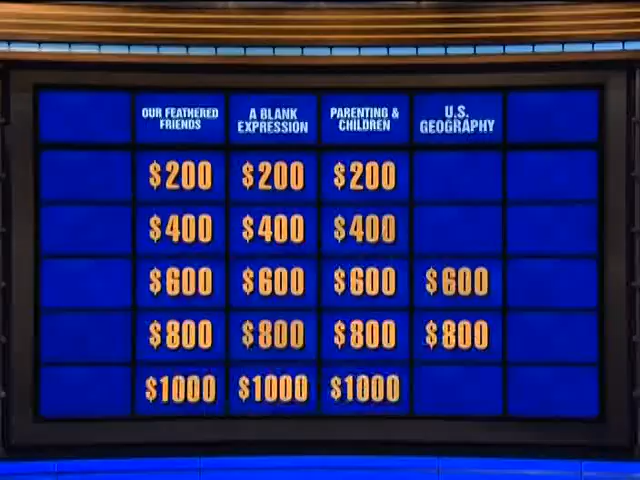 OUR FEATHERED
FRIENDS
A BLANK
EXPRESSION
PARENTING &
CHILDREN
U.S.
GEOGRAPHY
$200 $200 $200
$400 $400 $400
$600 $600 $600 $600
$800 $800 $800 $800
$1000 $1000 $1000